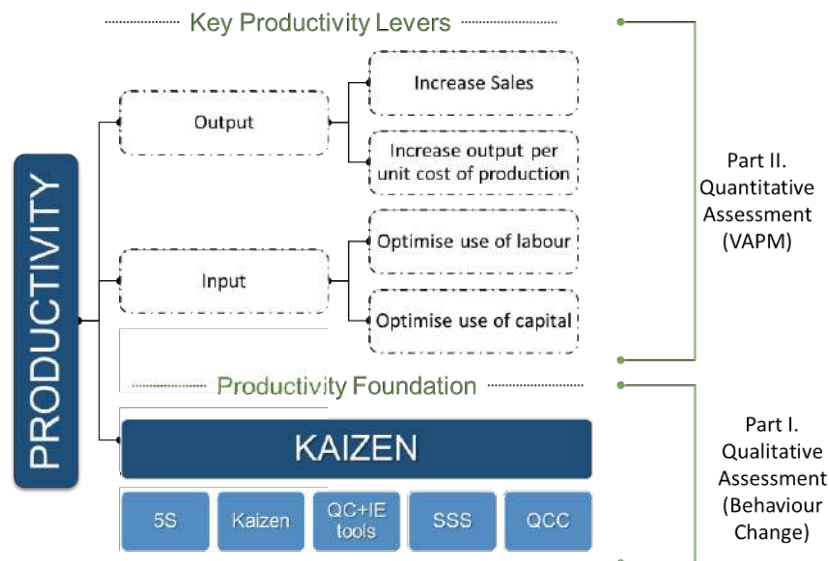 Key Productivity Levers
PRODUCTIVITY
Output
Increase Sales
Increase output per
unit cost of production
Input
Optimise use of labour
Optimise use of capital
Part II.
Quantitative
Assessment
(VAPM)
Productivity Foundation
KAIZEN
5S
Kaizen
QC+IE
tools
SSS
QCC
Part I.
Qualitative
Assessment
(Behaviour
Change)